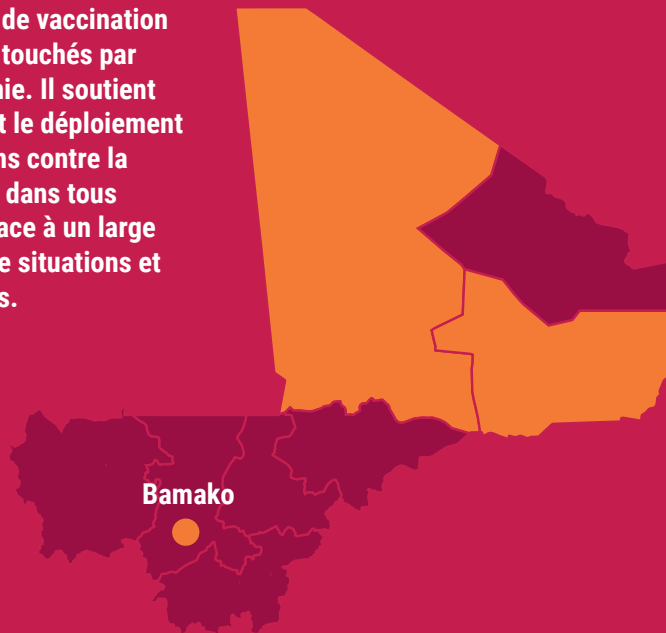 de vaccination
touchés par
ie. Il soutient
t le déploiement
ns contre la
dans tous
ace à un large
e situations et
s.
Bamako